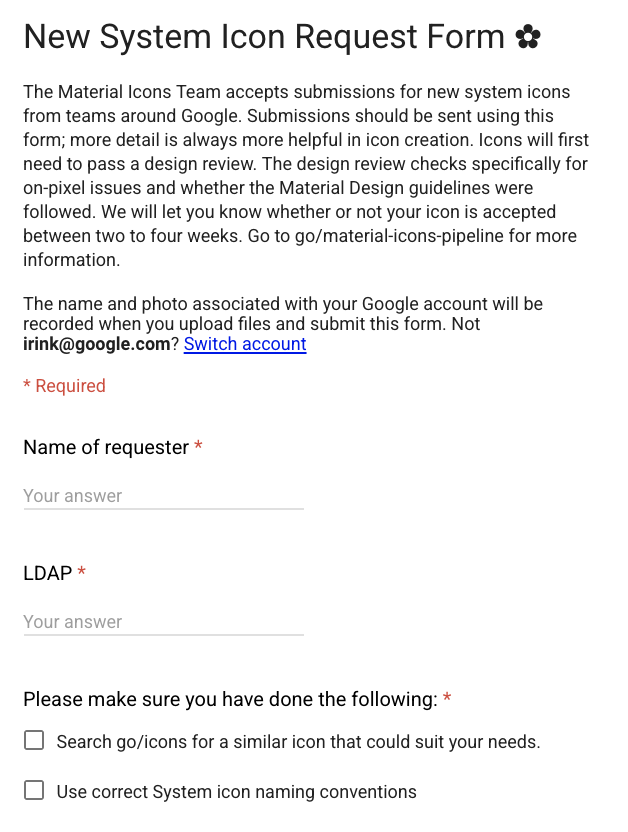 New System Icon Request Form ✿
The Material Icons Team accepts submissions for new system icons
from teams around Google. Submissions should be sent using this
form; more detail is always more helpful in icon creation. Icons will first
need to pass a design review. The design review checks specifically for
on-pixel issues and whether the Material Design guidelines were
followed. We will let you know whether or not your icon is accepted
between two to four weeks. Go to go/material-icons-pipeline for more
information.
The name and photo associated with your Google account will be
recorded when you upload files and submit this form. Not
irink@google.com? Switch account
* Required
Name of requester *
Your answer
LDAP *
Your answer
Please make sure you have done the following: *
Search go/icons for a similar icon that could suit your needs.
Use correct System icon naming conventions